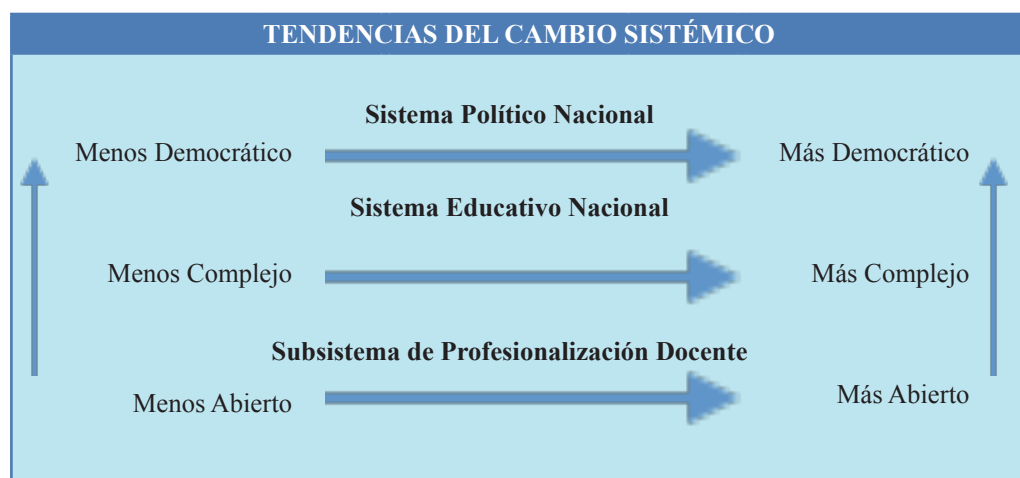 TENDENCIAS DEL CAMBIO SISTÉMICO
Sistema Político Nacional
Menos Democrático
Más Democrático
Sistema Educativo Nacional
Menos Complejo
Más Complejo
Subsistema de Profesionalización Docente
Menos Abierto
Más Abierto